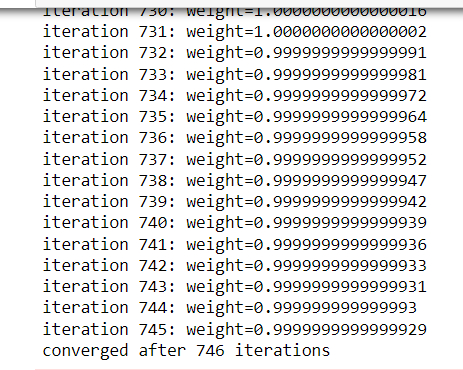 iteration 730: weight=1.0000000000000016
iteration 731: weight=1.0000000000000002
iteration 732: weight=0.9999999999999991
iteration 733: weight=0.9999999999999981
iteration 734: weight=0.9999999999999972
iteration 735: weight=0.9999999999999964
iteration 736: weight=0.9999999999999958
iteration 737: weight=0.9999999999999952
iteration 738: weight=0.9999999999999947
iteration 739: weight=0.9999999999999942
iteration 740: weight=0.9999999999999939
iteration 741: weight=0.9999999999999936
iteration 742: weight=0.9999999999999933
iteration 743: weight=0.9999999999999931
iteration 744: weight=0.999999999999993
iteration 745: weight=0.9999999999999929
converged after 746 iterations